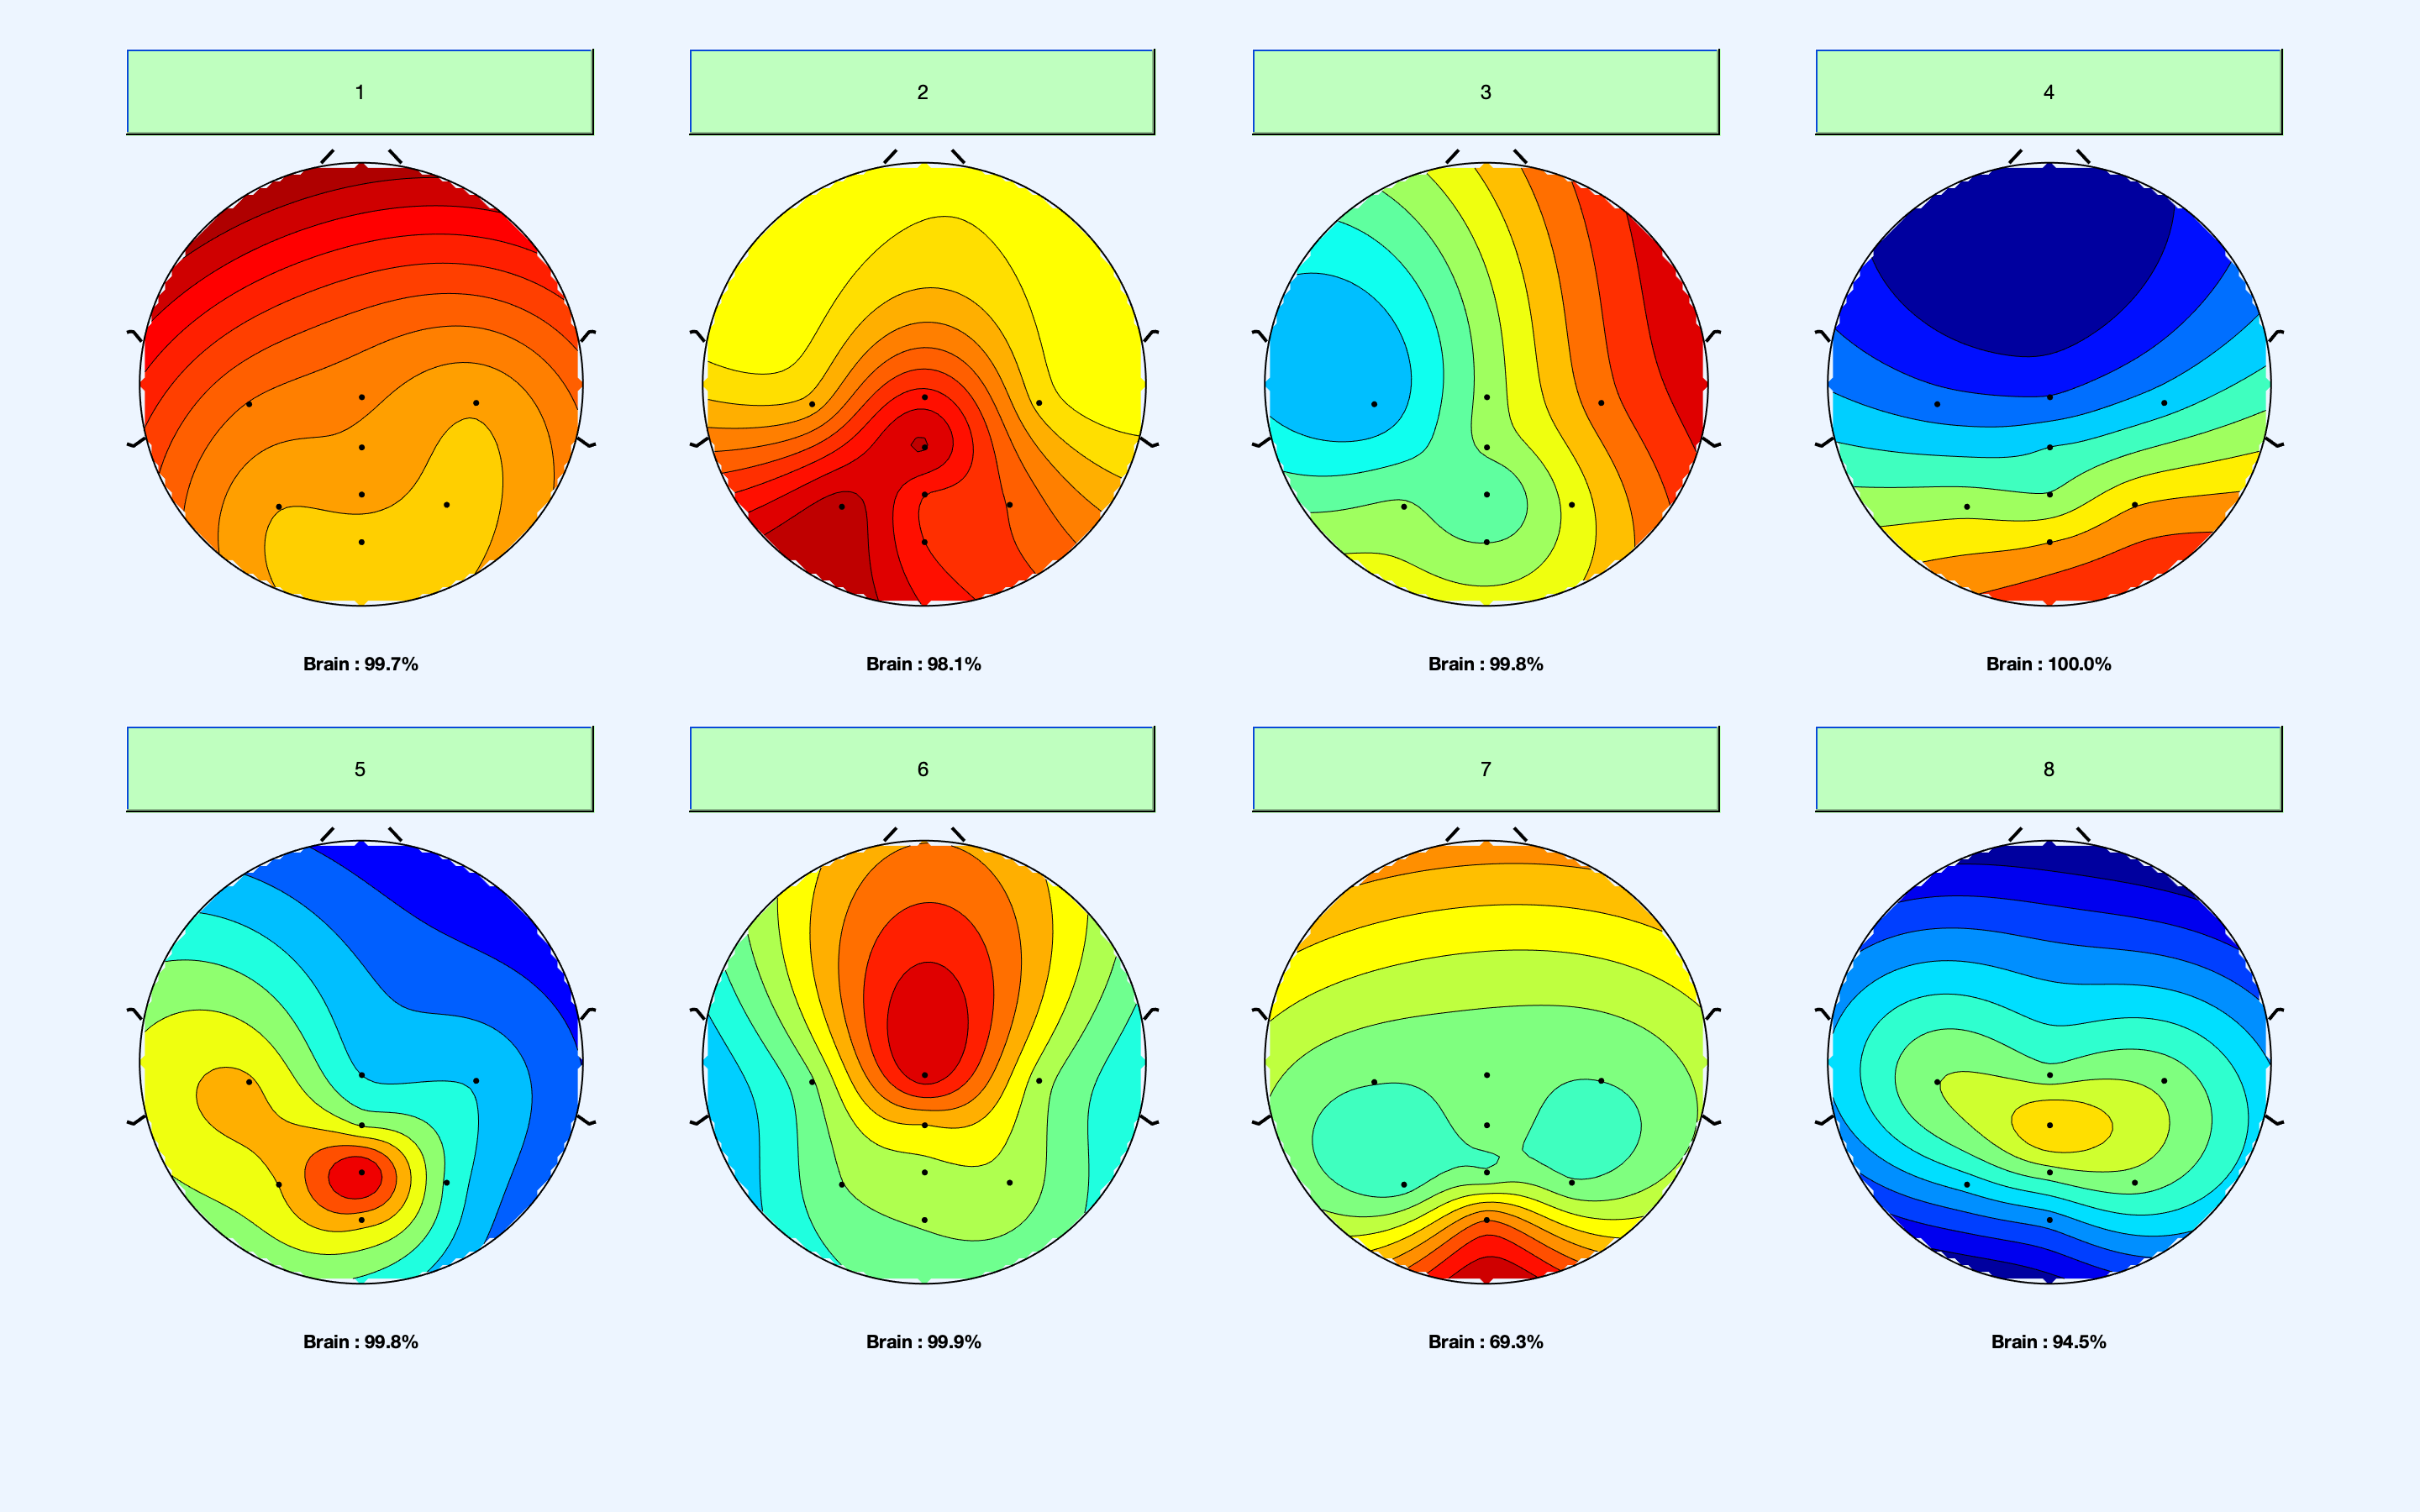 1
2
3
4
Brain : 99.7%
Brain : 98.1%
Brain : 99.8%
Brain : 100.0%
5
6
7
8
Brain : 99.8%
Brain : 99.9%
Brain : 69.3%
Brain : 94.5%